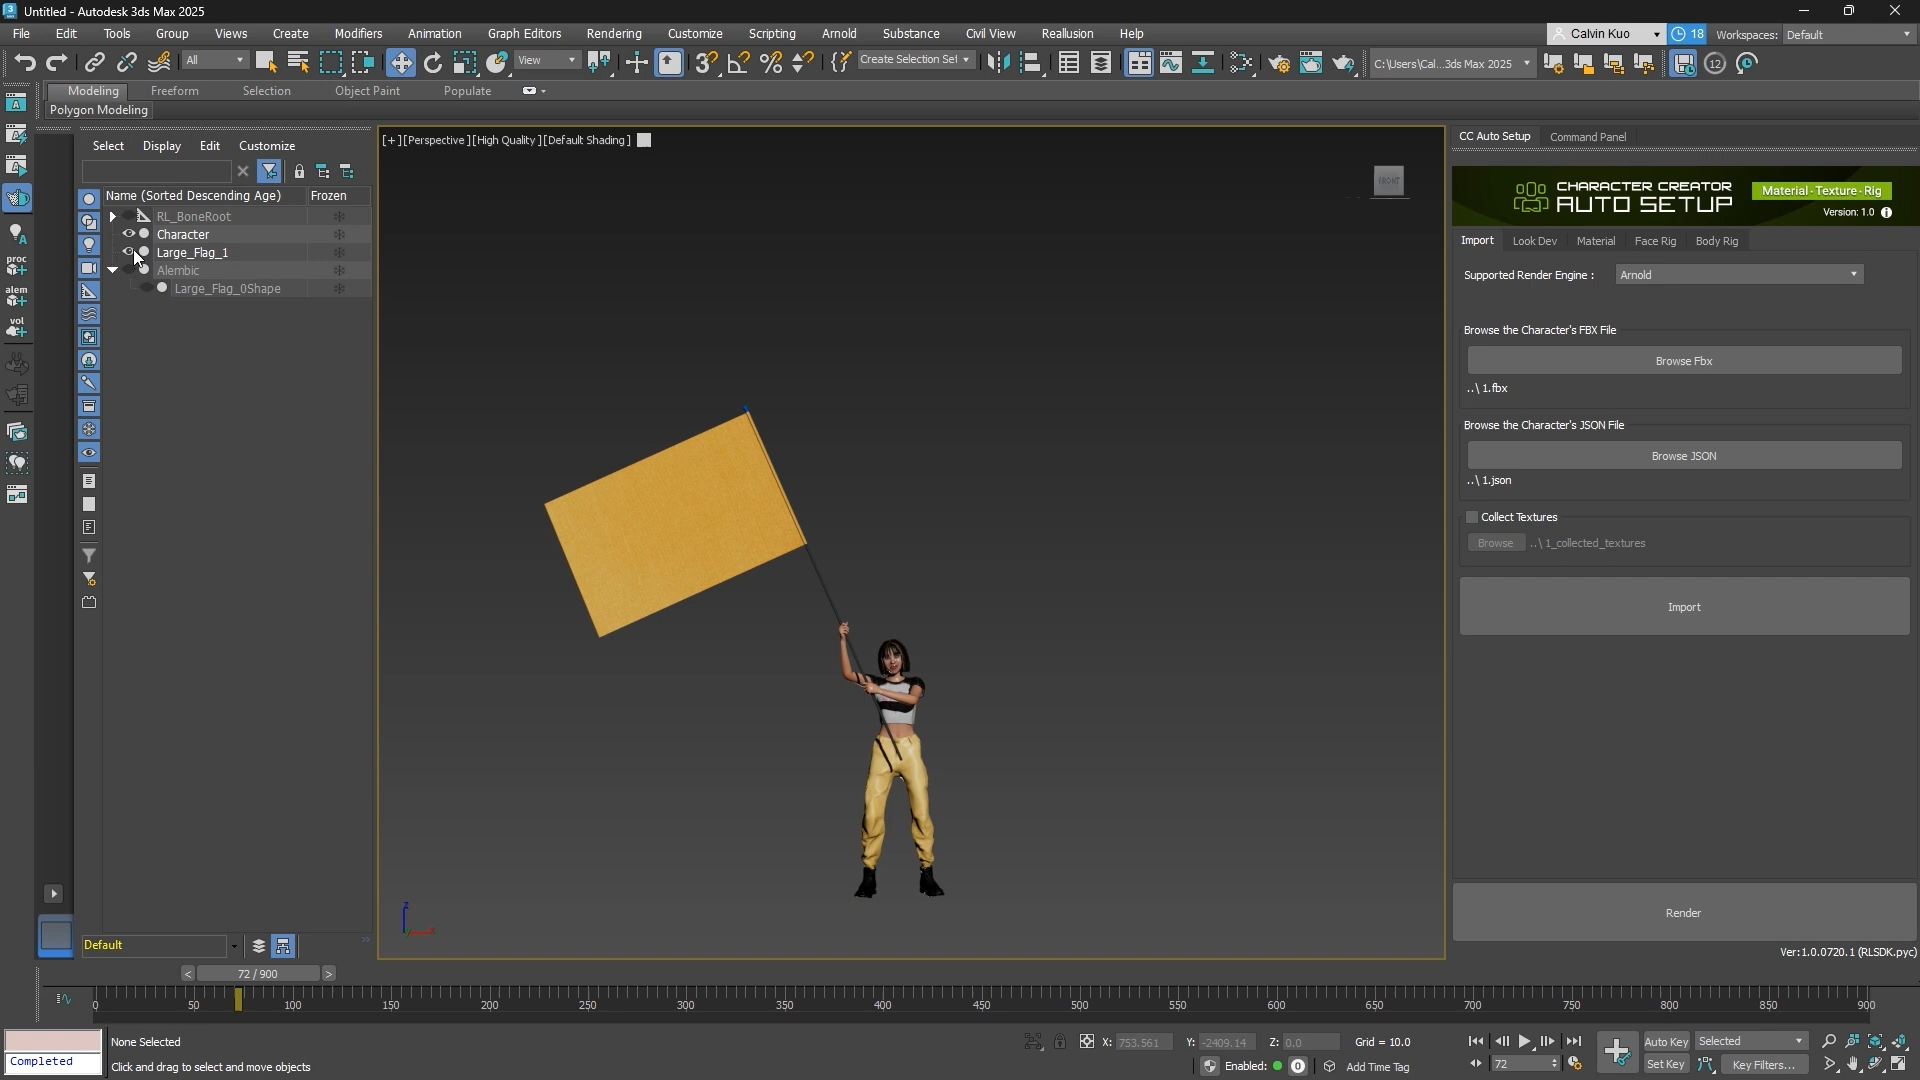 Untitled - Autodesk 3ds Max 2025
File Edit Tools Group Views Create Modifiers Animation Graph Editors Rendering Customize Scripting Arnold Substance Civil View Reallusion Help
Calvin Kuo 18 Workspaces: Default
All View Create Selection Set C:\Users\Cal...3ds Max 2025 12
Modeling Freeform Selection Object Paint Populate
Polygon Modeling
Select Display Edit Customize
Name (Sorted Descending Age) Frozen
RL_BoneRoot
Character
Large_Flag_1
Alembic
Large_Flag_0Shape
proc
alem
vol
[+][Perspective][High Quality][Default Shading]
FRONT
z
x
CC Auto Setup Command Panel
CHARACTER CREATOR
AUTO SETUP
Material · Texture · Rig
Version: 1.0
Import Look Dev Material Face Rig Body Rig
Supported Render Engine : Arnold
Browse the Character's FBX File
Browse Fbx
..\ 1.fbx
Browse the Character's JSON File
Browse JSON
..\ 1.json
Collect Textures
Browse ..\ 1_collected_textures
Import
Render
Ver:1.0.0720.1 (RLSDK.pyc)
Default
< 72 / 900 >
0 50 100 150 200 250 300 350 400 450 500 550 600 650 700 750 800 850 900
None Selected
Completed
Click and drag to select and move objects
X: 753.561 Y: -2409.14 Z: 0.0 Grid = 10.0
Enabled: 0 Add Time Tag
72
Auto Key Selected
Set Key Key Filters...